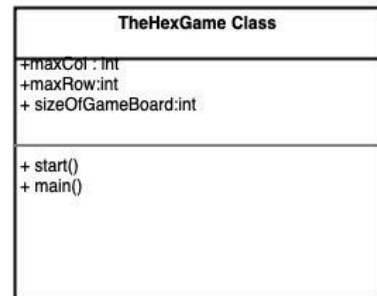 TheHexGame Class
+maxCol : int
+maxRow:int
+ sizeOfGameBoard:int
+ start()
+ main()